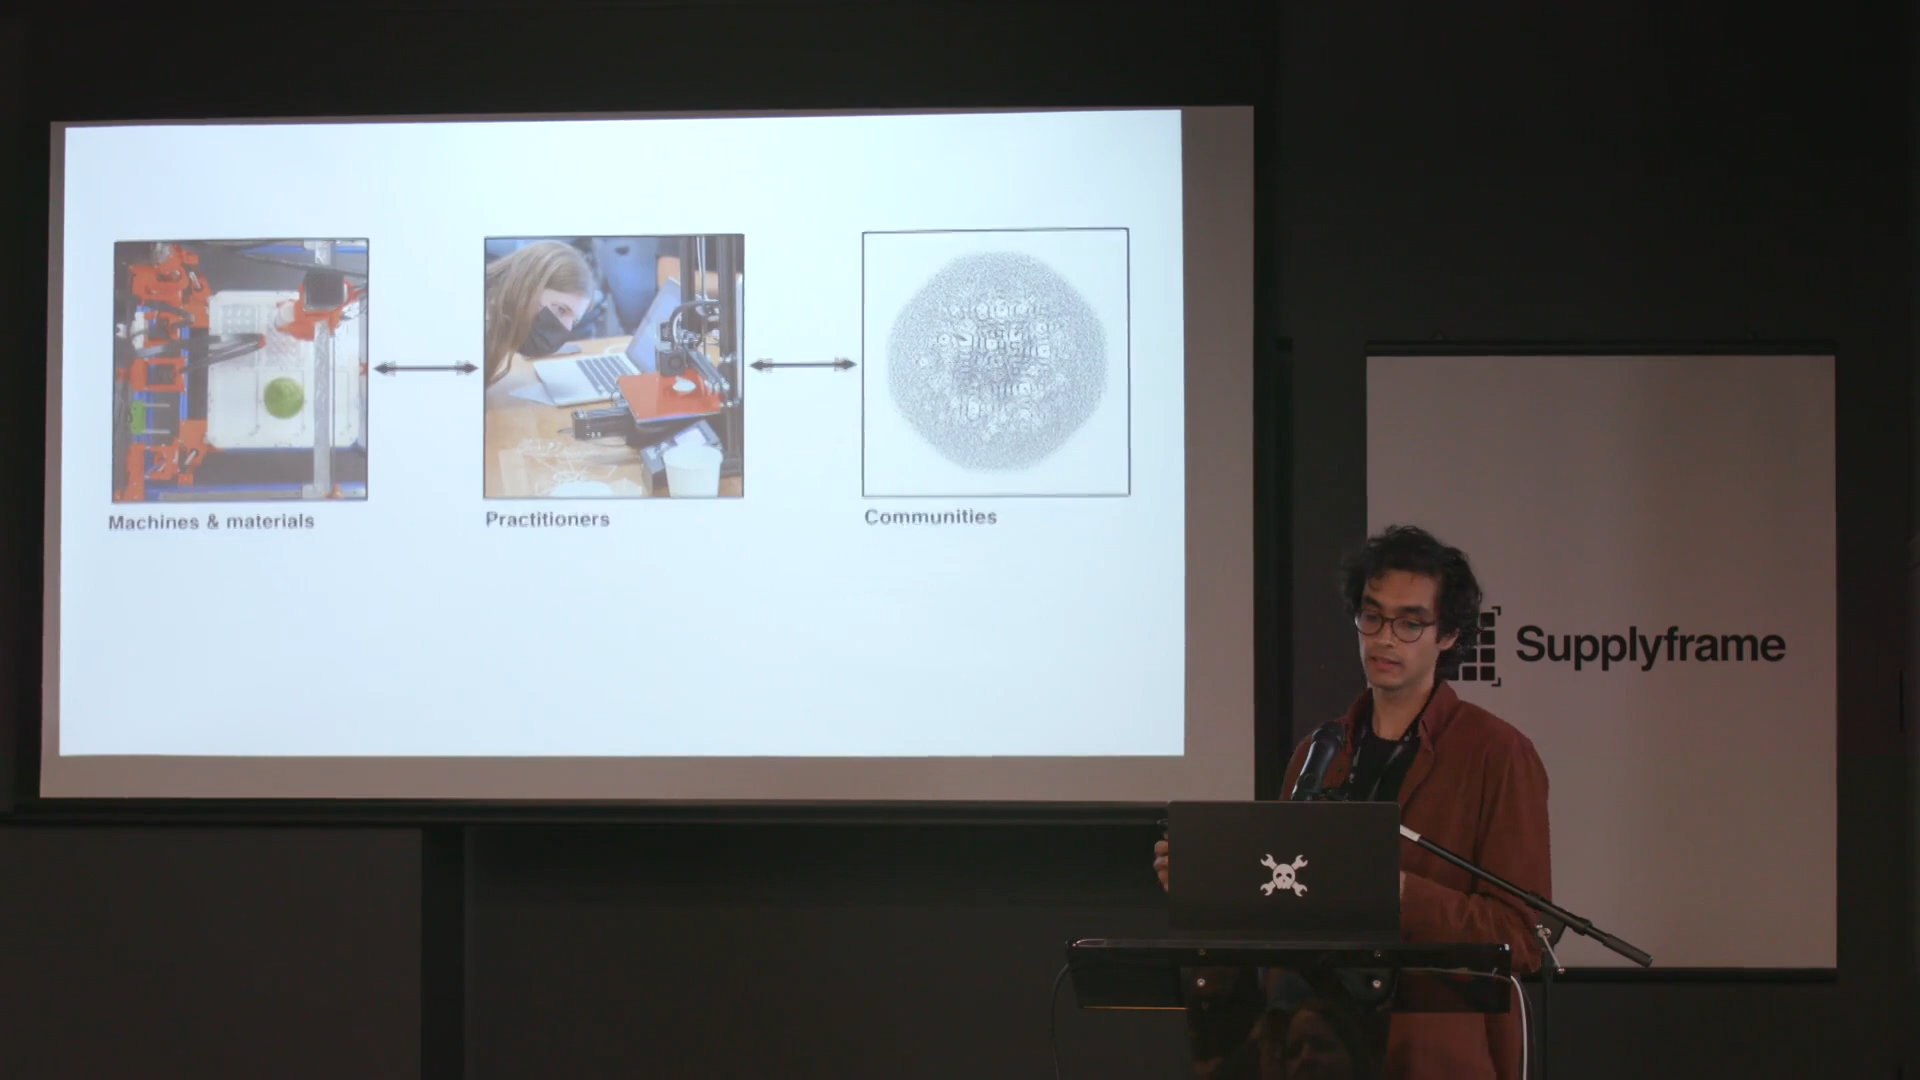 Machines & materials
Practitioners
Communities
Supplyframe